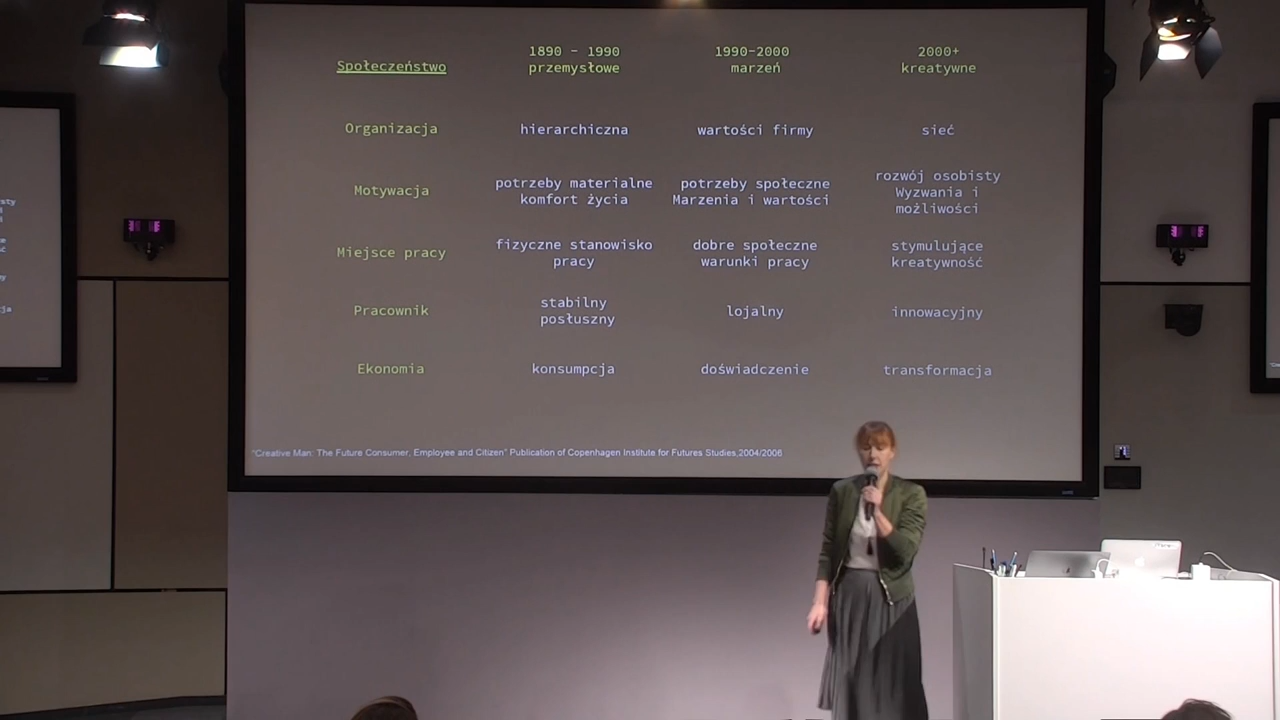 Społeczeństwo
1890 - 1990
przemysłowe
1990-2000
marzeń
2000+
kreatywne
Organizacja
hierarchiczna
wartości firmy
sieć
Motywacja
potrzeby materialne
komfort życia
potrzeby społeczne
Marzenia i wartości
rozwój osobisty
Wyzwania i
możliwości
Miejsce pracy
fizyczne stanowisko
pracy
dobre społeczne
warunki pracy
stymulujące
kreatywność
Pracownik
stabilny
posłuszny
lojalny
innowacyjny
Ekonomia
konsumpcja
doświadczenie
transformacja
"Creative Man: The Future Consumer, Employee and Citizen" Publication of Copenhagen Institute for Futures Studies,2004/2006